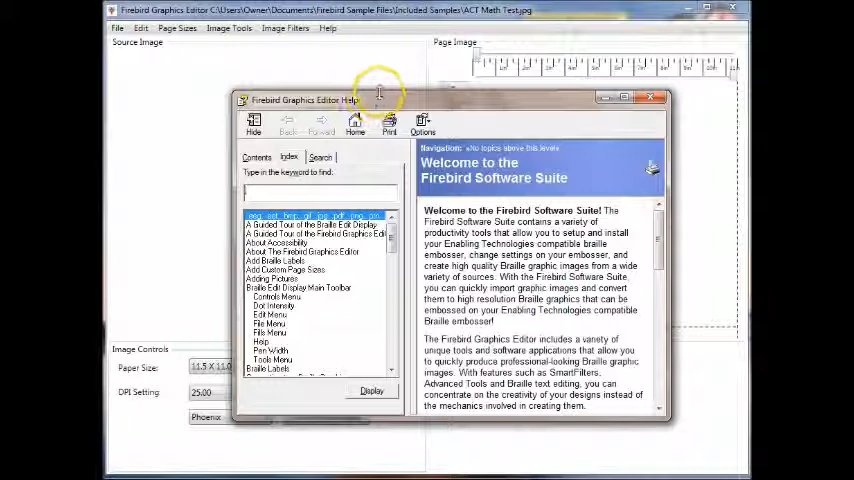 Firebird Graphics Editor C:\Users\Owner\Documents\Firebird Sample Files\Included Samples\ACT Math Test.jpg
File Edit Page Sizes Image Tools Image Filters Help
Source Image
Page Image
Firebird Graphics Editor Help
Hide Back Forward Home Print Options
Contents Index Search
Type in the keyword to find:
A Guided Tour of the Braille Edit Display
A Guided Tour of the Firebird Graphics Edi
About Accessibility
About The Firebird Graphics Editor
Add Braille Labels
Add Custom Page Sizes
Adding Pictures
Braille Edit Display Main Toolbar
Controls Menu
Dot Intensity
Edit Menu
File Menu
Fills Menu
Help
Pen Width
Tools Menu
Braille Labels
Display
Navigation: »No topics above this level«
Welcome to the
Firebird Software Suite
Welcome to the Firebird Software Suite! The
Firebird Software Suite contains a variety of
productivity tools that allow you to setup and install
your Enabling Technologies compatible braille
embosser, change settings on your embosser, and
create high quality Braille graphic images from a wide
variety of sources. With the Firebird Software Suite,
you can quickly import graphic images and convert
them to high resolution Braille graphics that can be
embossed on your Enabling Technologies compatible
Braille embosser!
The Firebird Graphics Editor includes a variety of
unique tools and software applications that allow you
to quickly produce professional-looking Braille graphic
images. With features such as SmartFilters,
Advanced Tools and Braille text editing, you can
concentrate on the creativity of your designs instead of
the mechanics involved in creating them.
Image Controls
Paper Size: 11.5 X 11.0
DPI Setting: 25.00
Phoenix